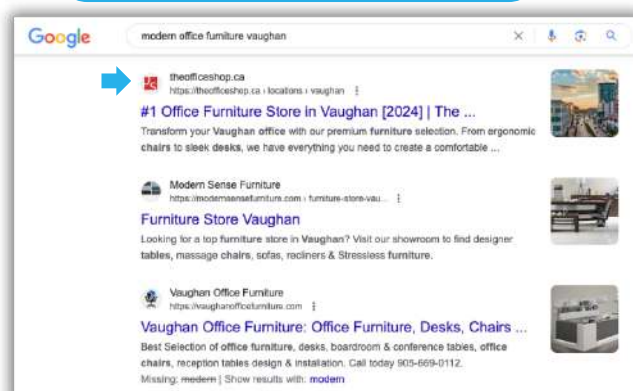 Google
modern office furniture vaughan
theofficeshop.ca
https://theofficeshop.ca › locations › vaughan
#1 Office Furniture Store in Vaughan [2024] | The ...
Transform your Vaughan office with our premium furniture selection. From ergonomic
chairs to sleek desks, we have everything you need to create a comfortable ...
Modern Sense Furniture
https://modernsensefurniture.com › furniture-store-vau...
Furniture Store Vaughan
Looking for a top furniture store in Vaughan? Visit our showroom to find designer
tables, massage chairs, sofas, recliners & Stressless furniture.
Vaughan Office Furniture
https://vaughanofficefurniture.com
Vaughan Office Furniture: Office Furniture, Desks, Chairs ...
Best Selection of office furniture, desks, boardroom & conference tables, office
chairs, reception tables design & installation. Call today 905-669-0112.
Missing: modern | Show results with: modern